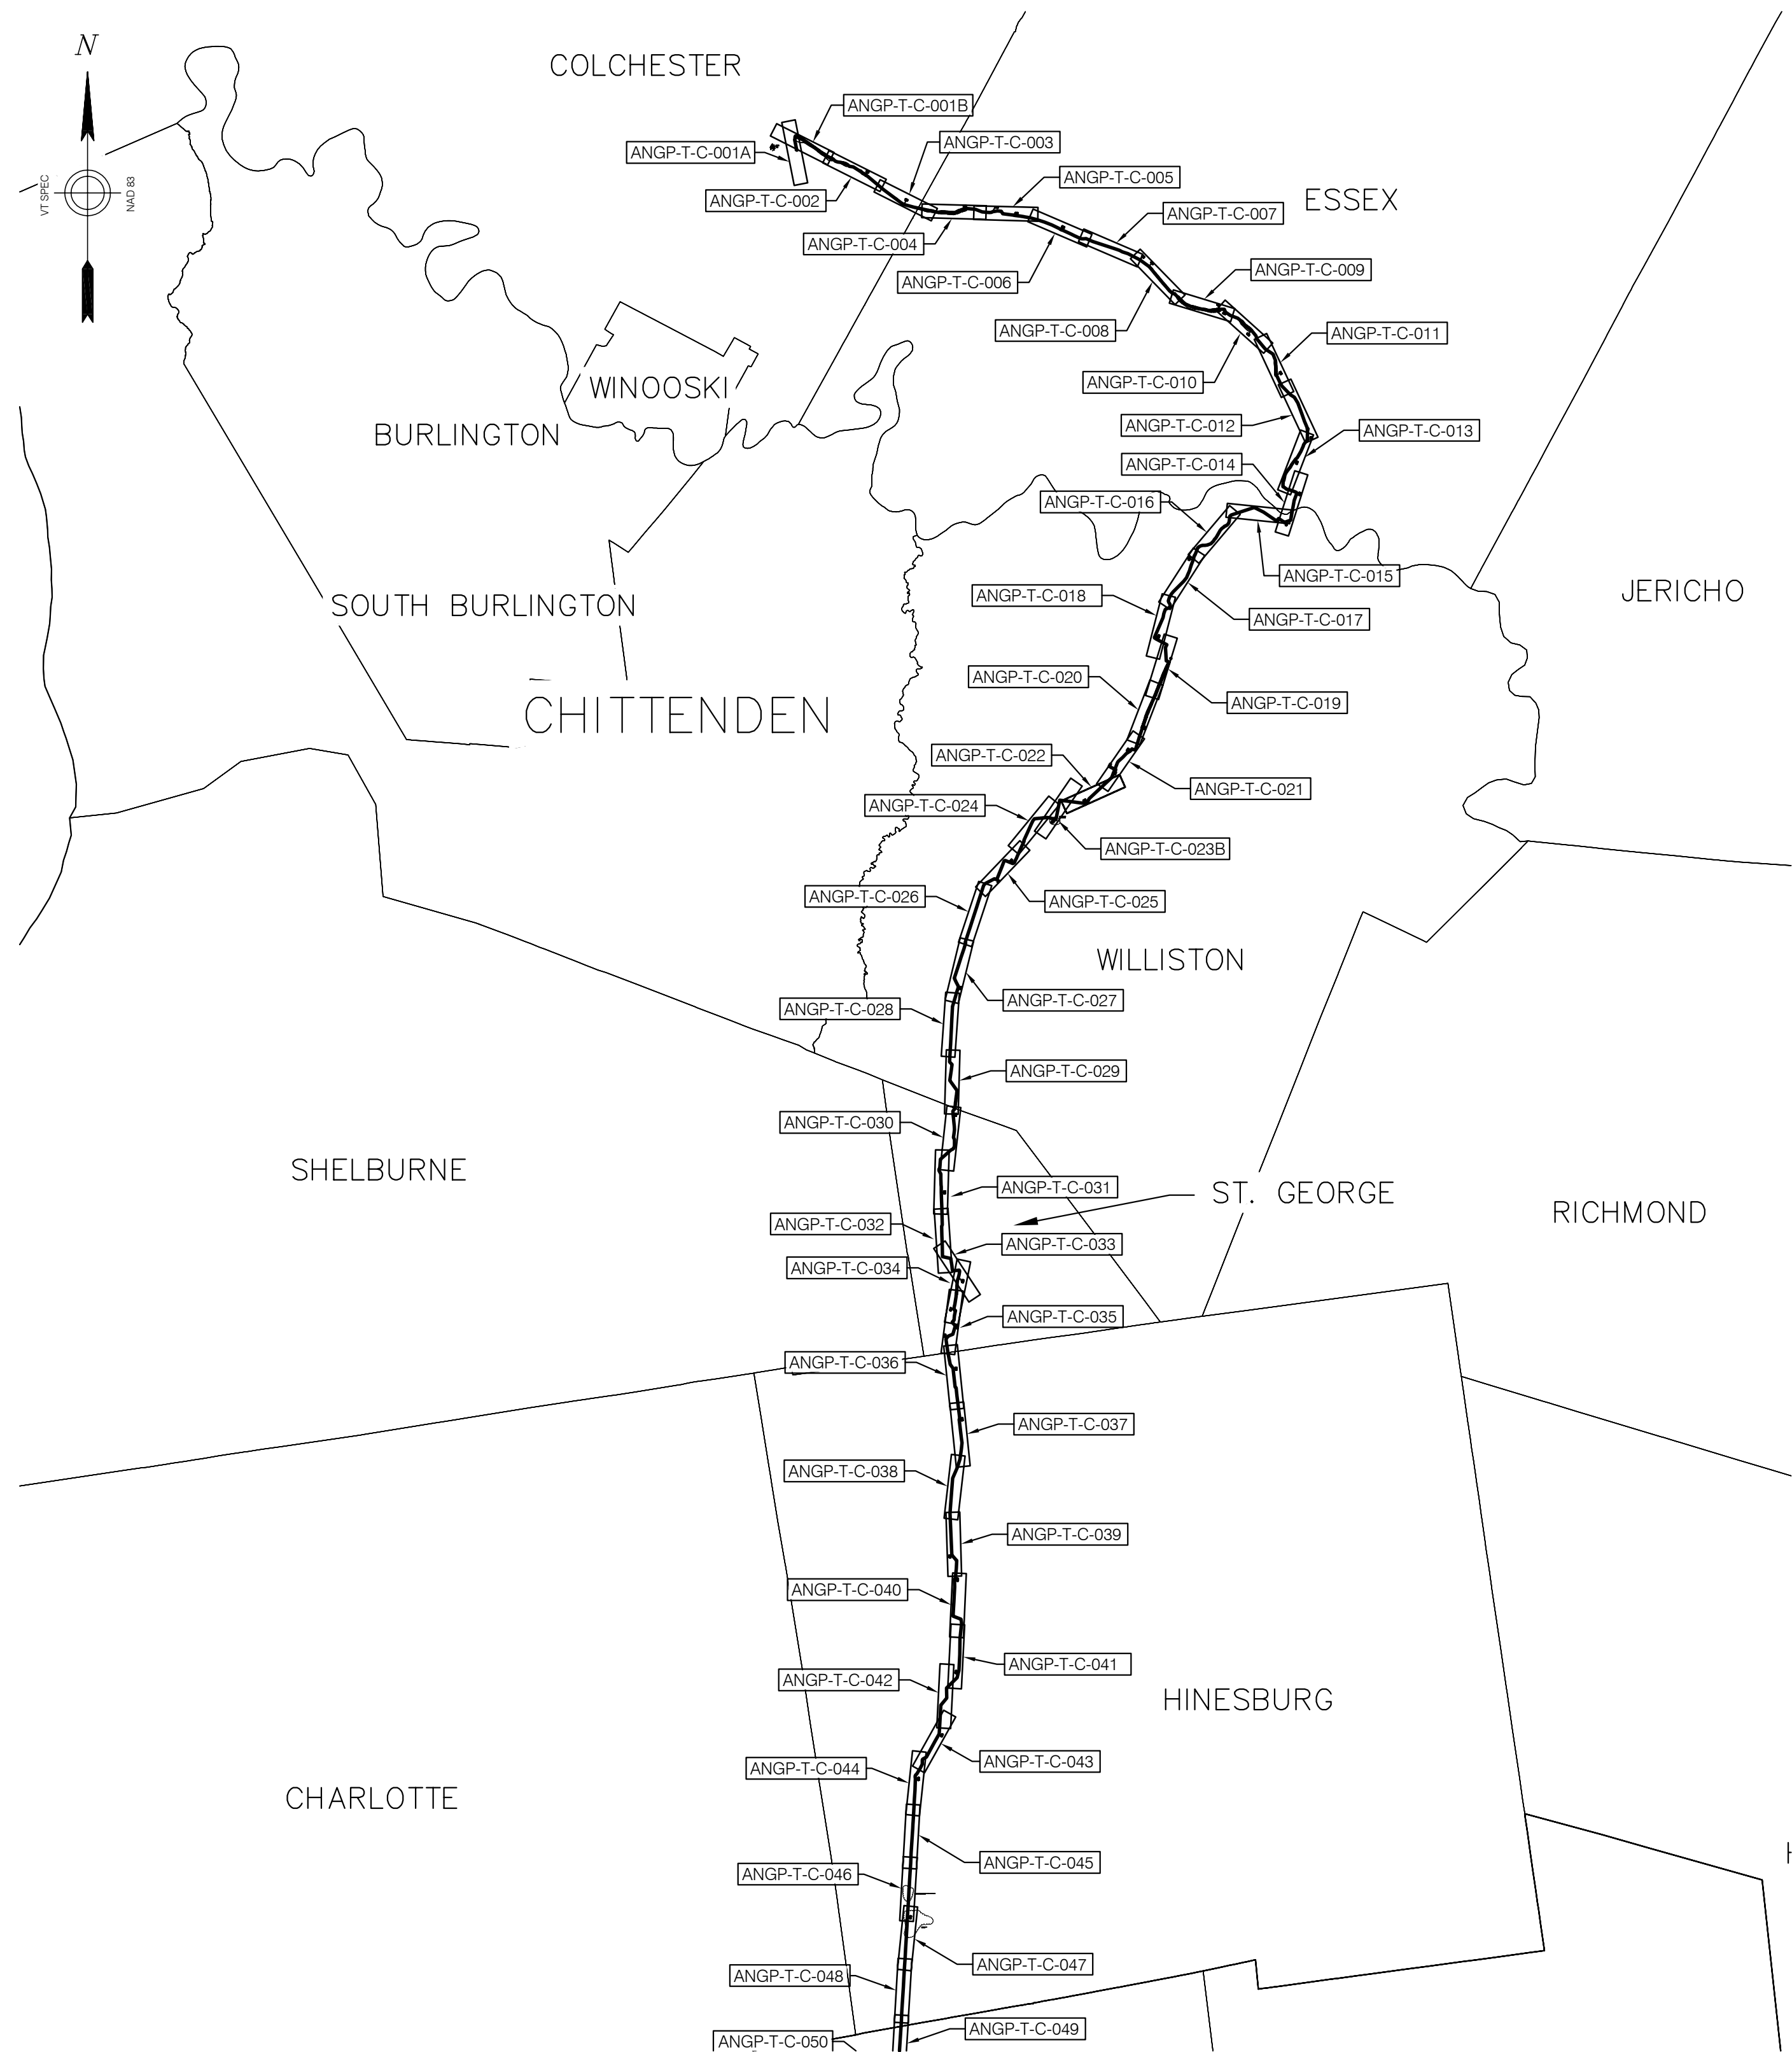 N
COLCHESTER
ANGP-T-C-001B
ANGP-T-C-003
ANGP-T-C-001A
ANGP-T-C-005
VT SPEC
NAD 83
ANGP-T-C-002
ESSEX
ANGP-T-C-007
ANGP-T-C-004
ANGP-T-C-009
ANGP-T-C-006
ANGP-T-C-008
ANGP-T-C-011
ANGP-T-C-010
WINOOSKI
ANGP-T-C-012
ANGP-T-C-013
BURLINGTON
ANGP-T-C-014
ANGP-T-C-016
ANGP-T-C-015
JERICHO
ANGP-T-C-018
SOUTH BURLINGTON
ANGP-T-C-017
ANGP-T-C-020
ANGP-T-C-019
CHITTENDEN
ANGP-T-C-022
ANGP-T-C-021
ANGP-T-C-024
ANGP-T-C-023B
ANGP-T-C-026
ANGP-T-C-025
WILLISTON
ANGP-T-C-027
ANGP-T-C-028
ANGP-T-C-029
ANGP-T-C-030
SHELBURNE
ANGP-T-C-031
ST. GEORGE
RICHMOND
ANGP-T-C-032
ANGP-T-C-033
ANGP-T-C-034
ANGP-T-C-035
ANGP-T-C-036
ANGP-T-C-037
ANGP-T-C-038
ANGP-T-C-039
ANGP-T-C-040
ANGP-T-C-041
ANGP-T-C-042
HINESBURG
ANGP-T-C-043
ANGP-T-C-044
CHARLOTTE
ANGP-T-C-045
ANGP-T-C-046
ANGP-T-C-047
ANGP-T-C-048
ANGP-T-C-049
ANGP-T-C-050